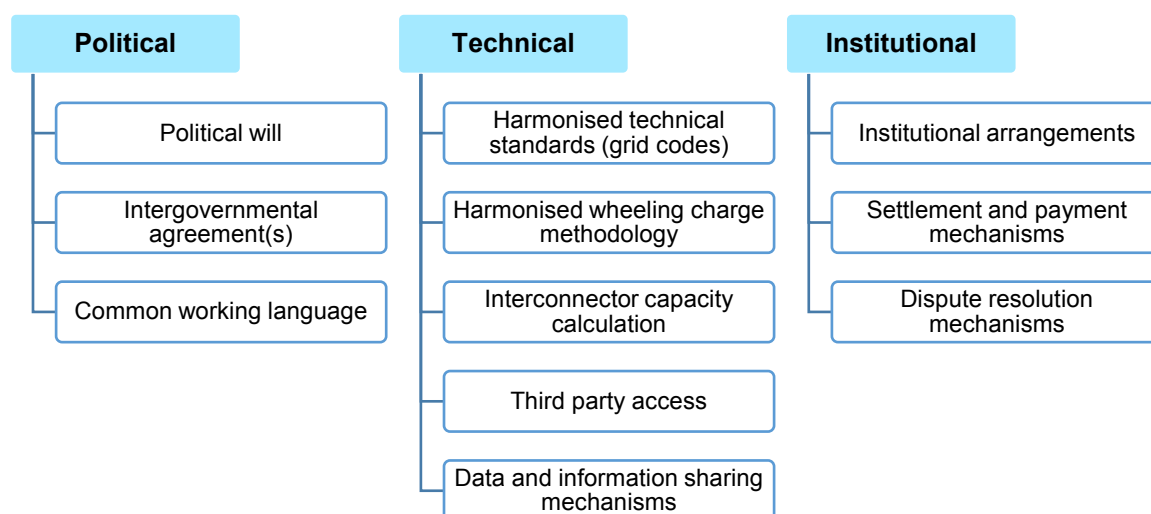 Political
Political will
Intergovernmental
agreement(s)
Common working language
Technical
Harmonised technical
standards (grid codes)
Harmonised wheeling charge
methodology
Interconnector capacity
calculation
Third party access
Data and information sharing
mechanisms
Institutional
Institutional arrangements
Settlement and payment
mechanisms
Dispute resolution
mechanisms